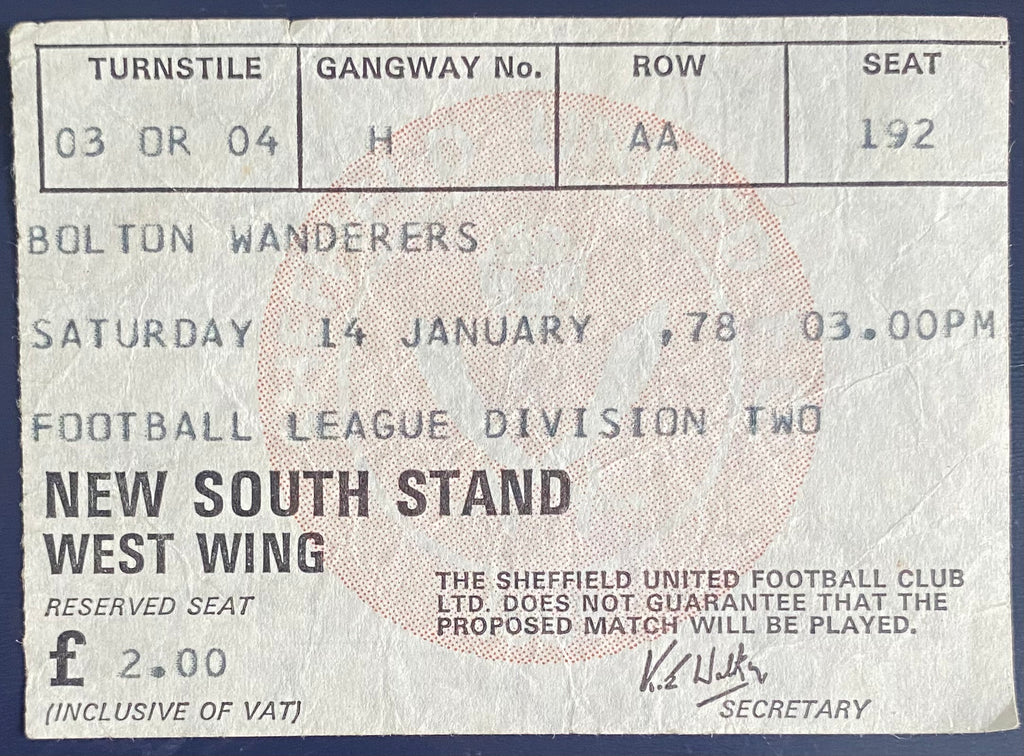 TURNSTILE GANGWAY No. ROW SEAT
03 OR 04 H AA 192
BOLTON WANDERERS
SATURDAY 14 JANUARY ,78 03.00PM
FOOTBALL LEAGUE DIVISION TWO
NEW SOUTH STAND
WEST WING
RESERVED SEAT
£ 2.00
(INCLUSIVE OF VAT)
THE SHEFFIELD UNITED FOOTBALL CLUB
LTD. DOES NOT GUARANTEE THAT THE
PROPOSED MATCH WILL BE PLAYED.
SECRETARY